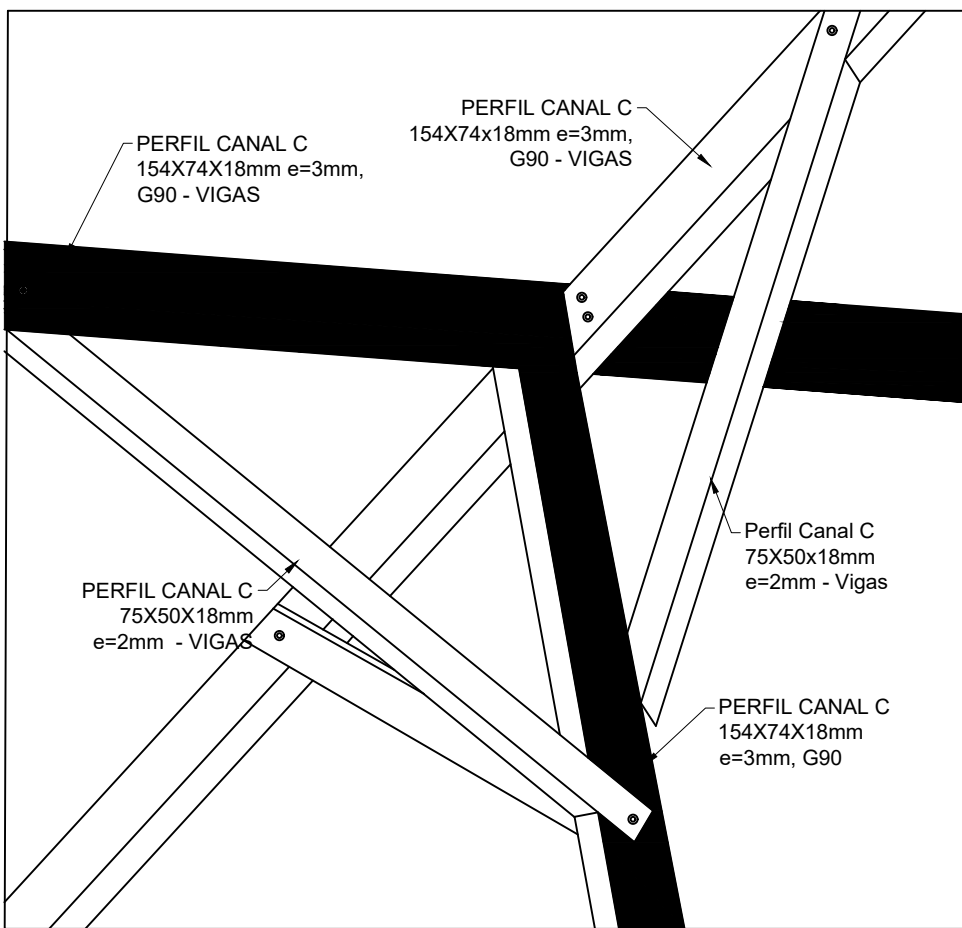 PERFIL CANAL C
154X74x18mm e=3mm,
G90 - VIGAS
PERFIL CANAL C
154X74X18mm e=3mm,
G90 - VIGAS
Perfil Canal C
75X50x18mm
e=2mm - Vigas
PERFIL CANAL C
75X50X18mm
e=2mm - VIGAS
PERFIL CANAL C
154X74X18mm
e=3mm, G90